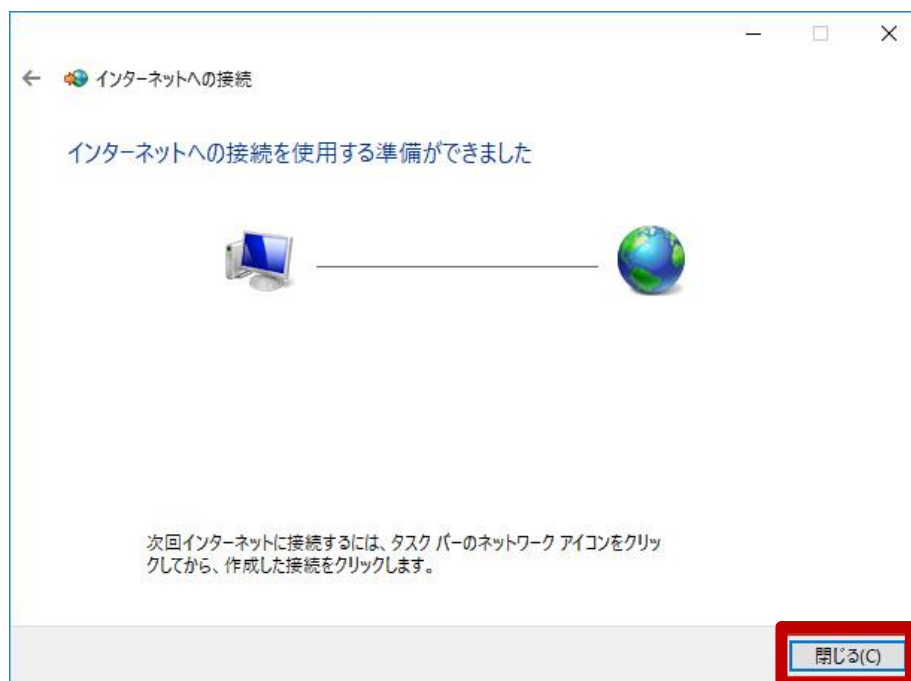 インターネットへの接続
インターネットへの接続を使用する準備ができました
次回インターネットに接続するには、タスク バーのネットワーク アイコンをクリッ
クしてから、作成した接続をクリックします。
閉じる(C)